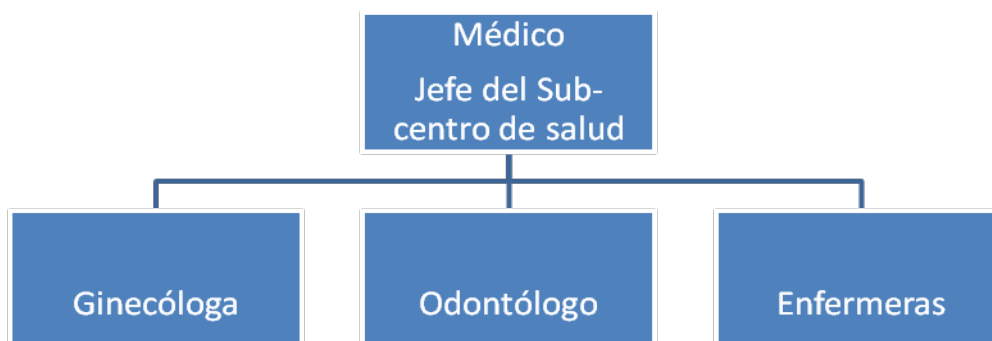 Médico
Jefe del Sub-
centro de salud
Ginecóloga
Odontólogo
Enfermeras